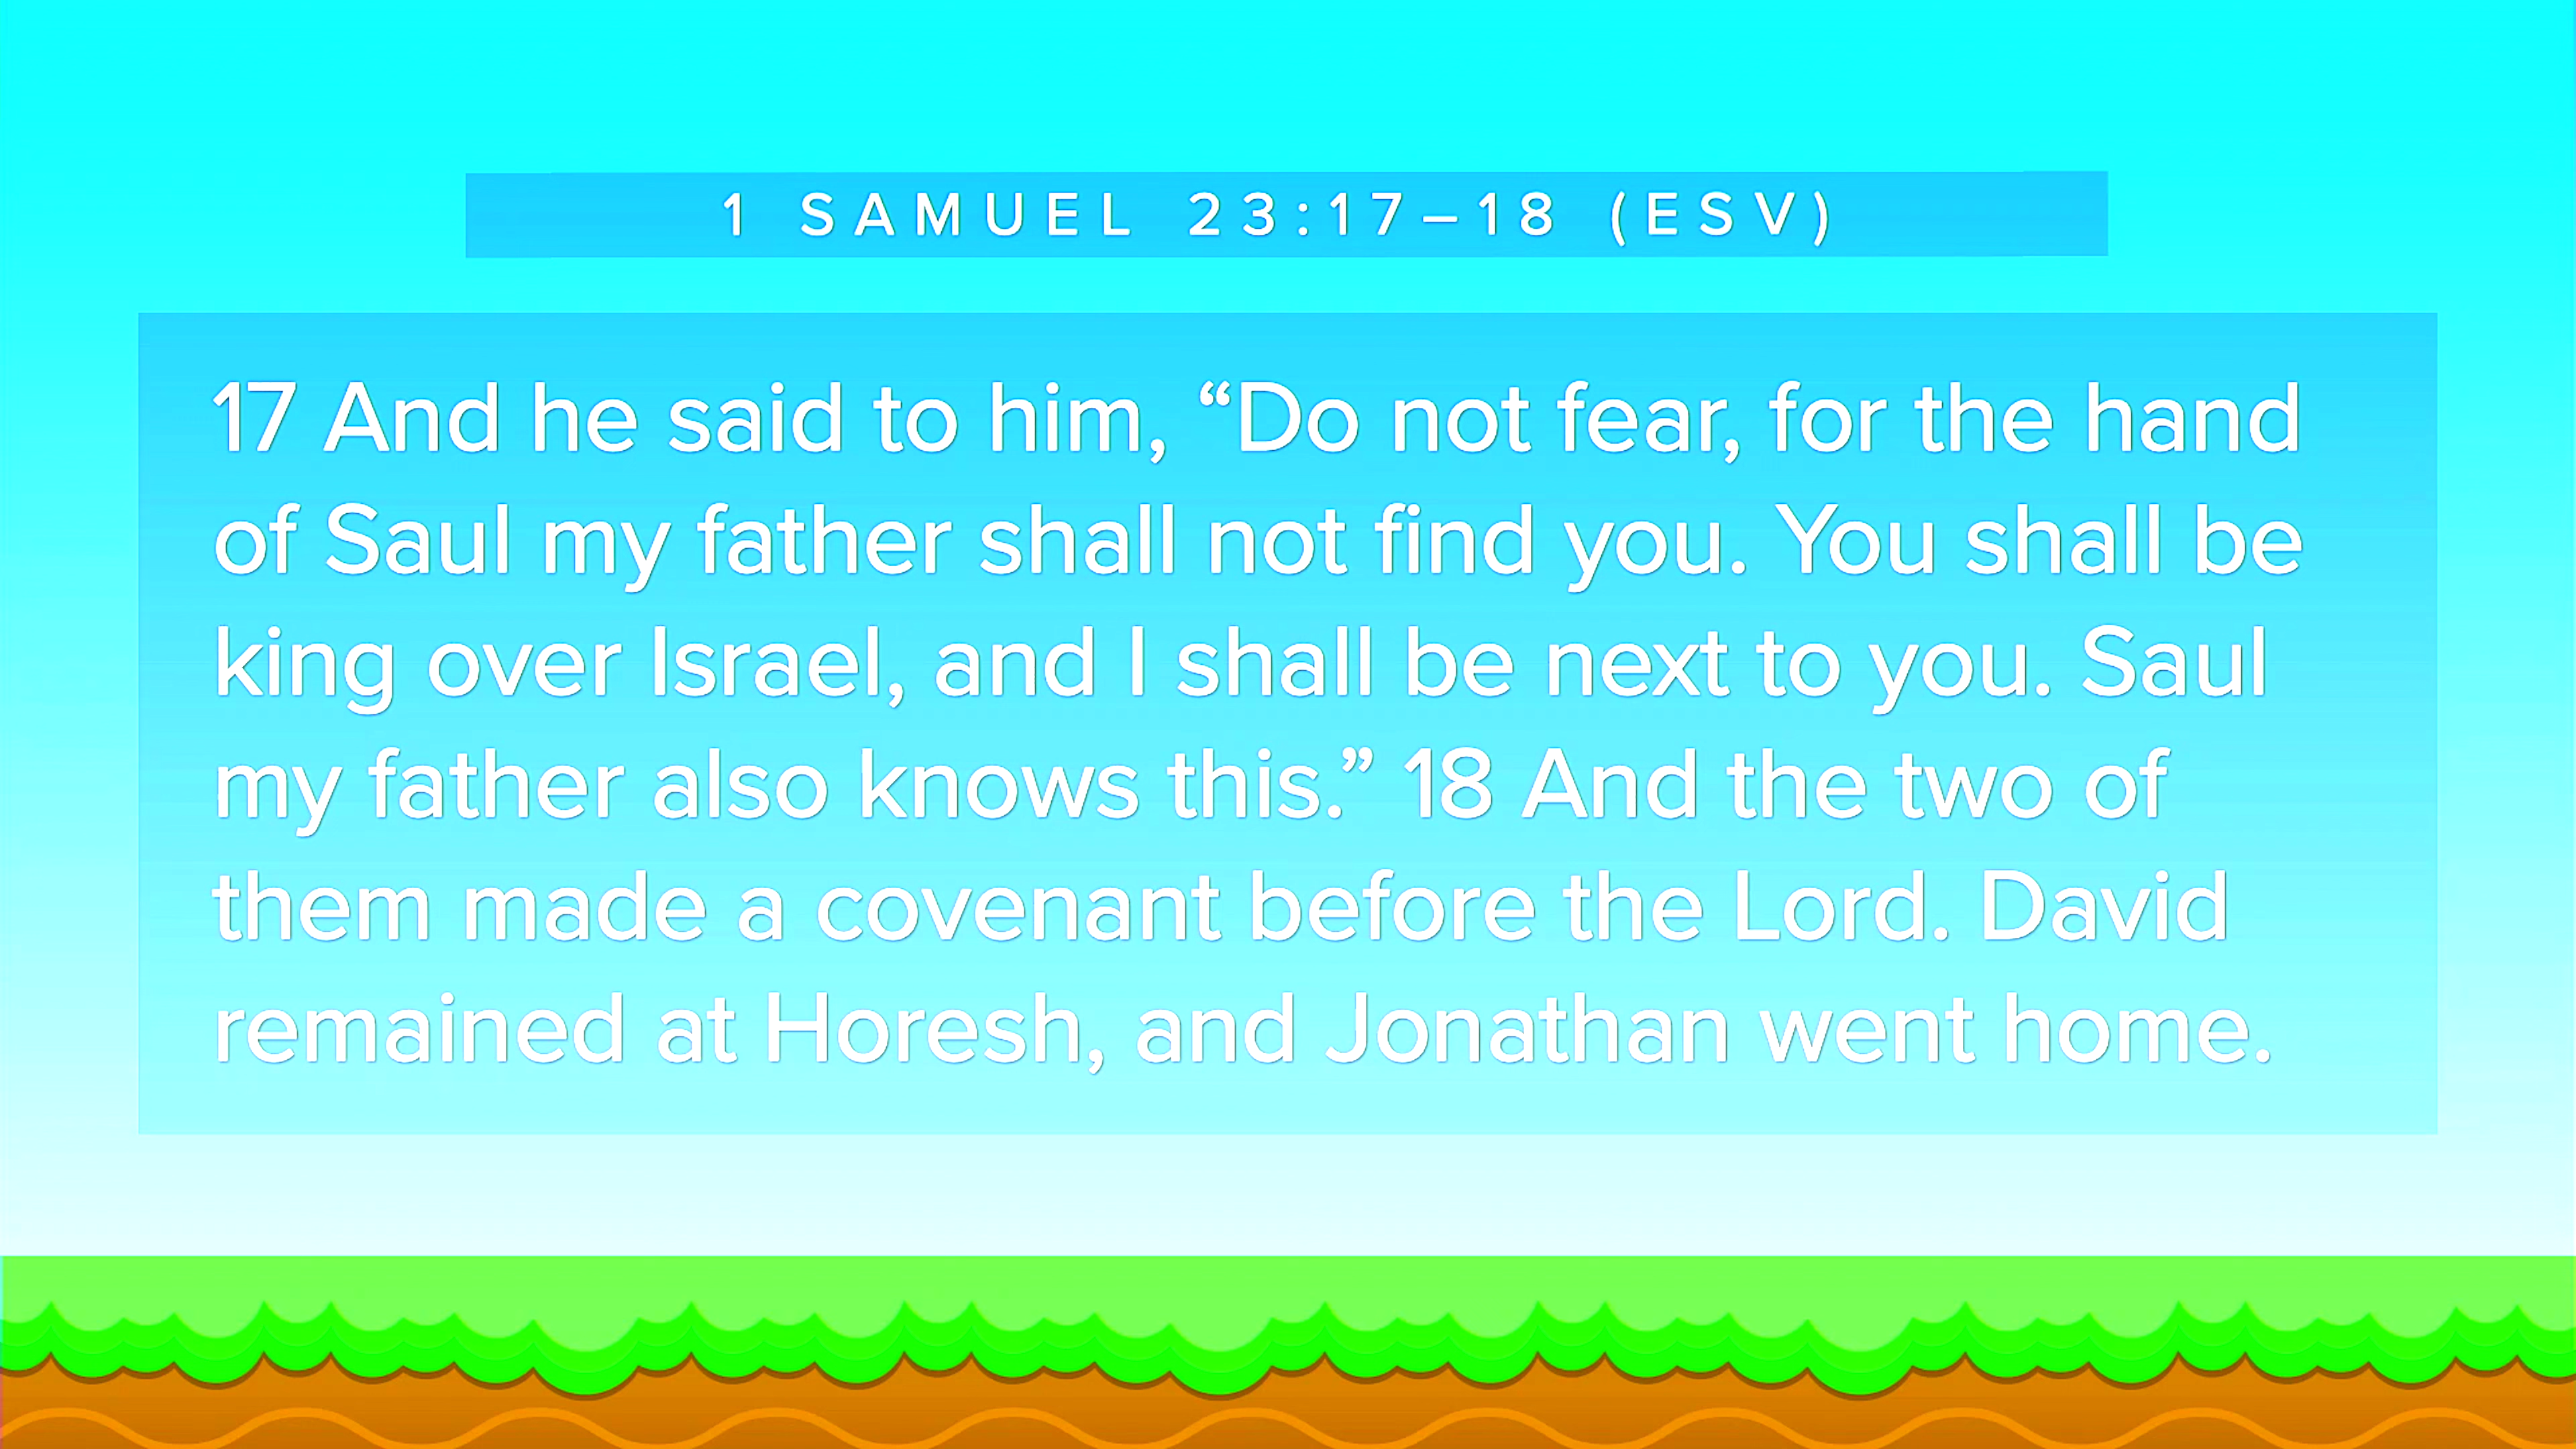 1 SAMUEL 23:17–18 (ESV)
17 And he said to him, “Do not fear, for the hand
of Saul my father shall not find you. You shall be
king over Israel, and I shall be next to you. Saul
my father also knows this.” 18 And the two of
them made a covenant before the Lord. David
remained at Horesh, and Jonathan went home.